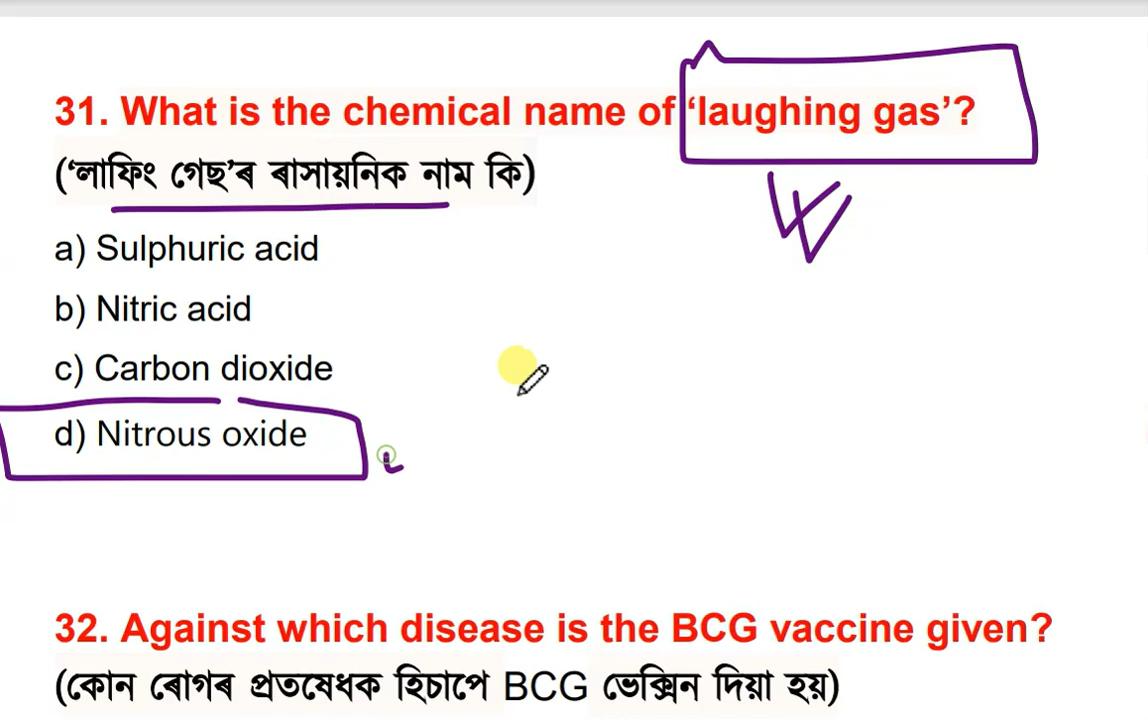 31. What is the chemical name of ‘laughing gas’?
(‘লাফিং গেছ’ৰ ৰাসায়নিক নাম কি)
a) Sulphuric acid
b) Nitric acid
c) Carbon dioxide
d) Nitrous oxide
32. Against which disease is the BCG vaccine given?
(কোন ৰোগৰ প্ৰতষেধক হিচাপে BCG ভেক্সিন দিয়া হয়)